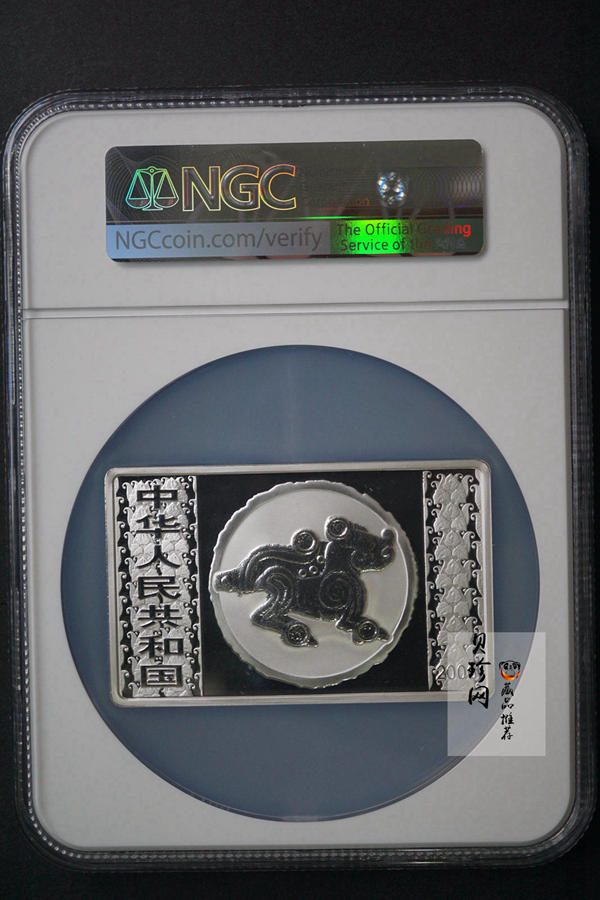 NGC
NGCcoin.com/verify
The Official Grading
Service of the ANA
中华人民共和国
200
贝珍网
藏品推荐